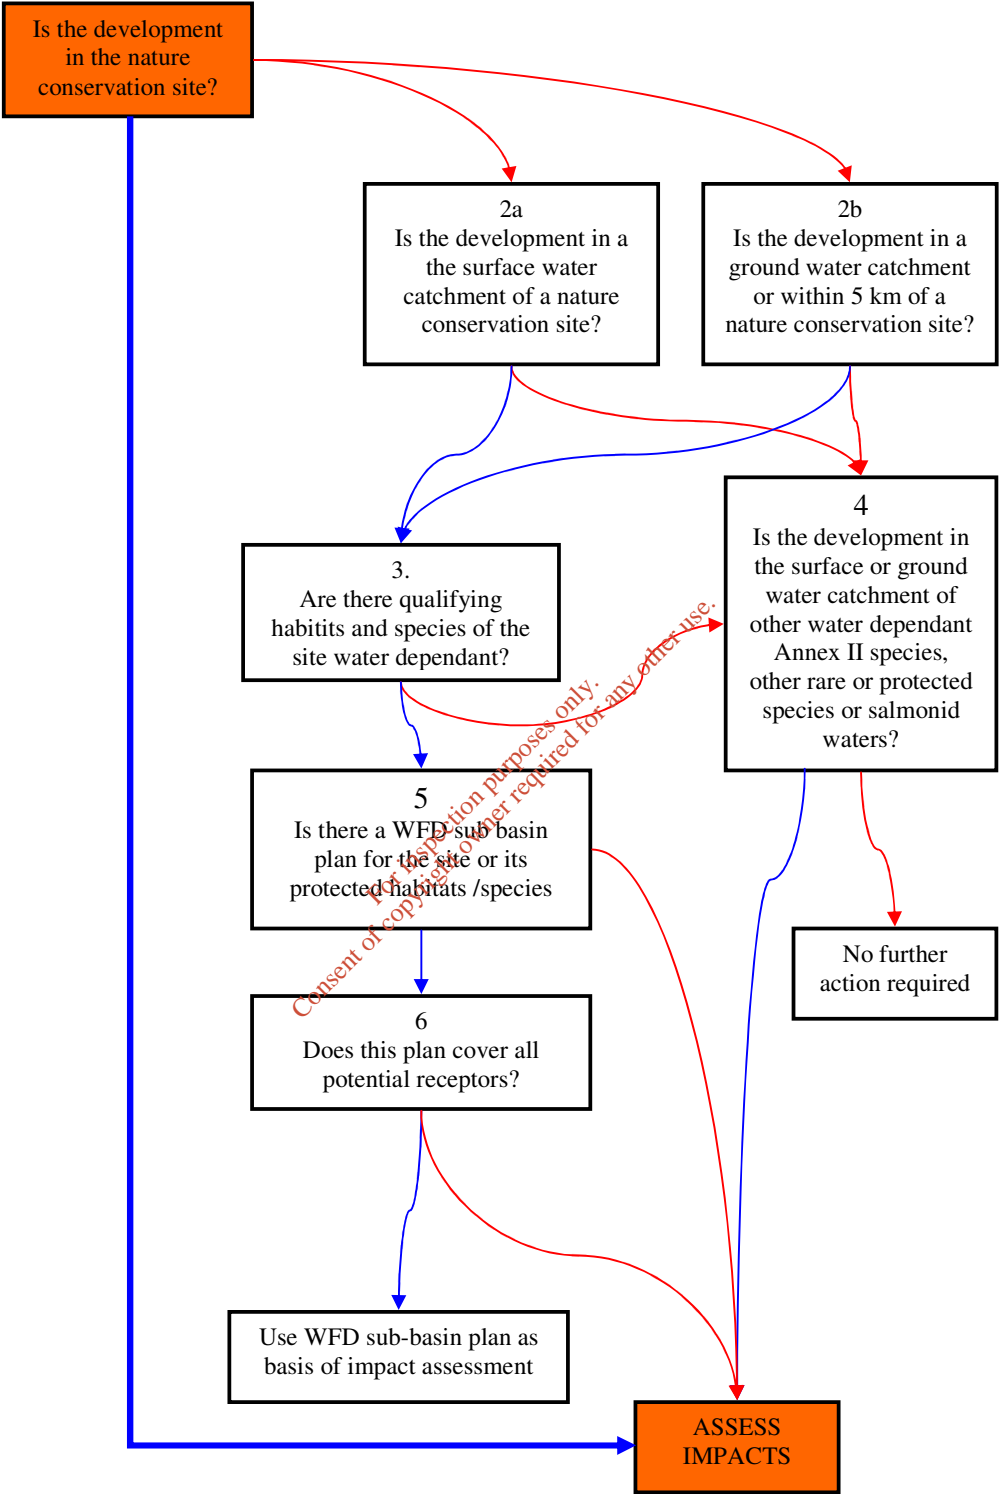 Is the development
in the nature
conservation site?
2a
Is the development in a
the surface water
catchment of a nature
conservation site?
2b
Is the development in a
ground water catchment
or within 5 km of a
nature conservation site?
3.
Are there qualifying
habitits and species of the
site water dependant?
4
Is the development in
the surface or ground
water catchment of
other water dependant
Annex II species,
other rare or protected
species or salmonid
waters?
For inspection purposes only.
Consent of copyright owner required for any other use.
5
Is there a WFD sub basin
plan for the site or its
protected habitats /species
No further
action required
6
Does this plan cover all
potential receptors?
Use WFD sub-basin plan as
basis of impact assessment
ASSESS
IMPACTS